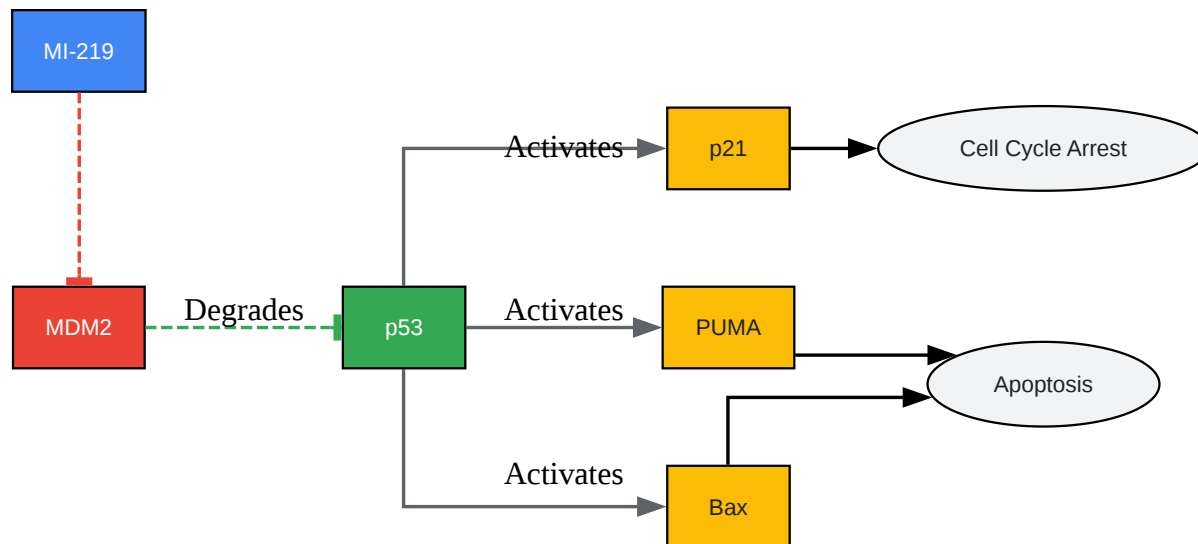 MI-219
Activates
p21
Cell Cycle Arrest
MDM2
Degrades
p53
Activates
PUMA
Apoptosis
Activates
Bax